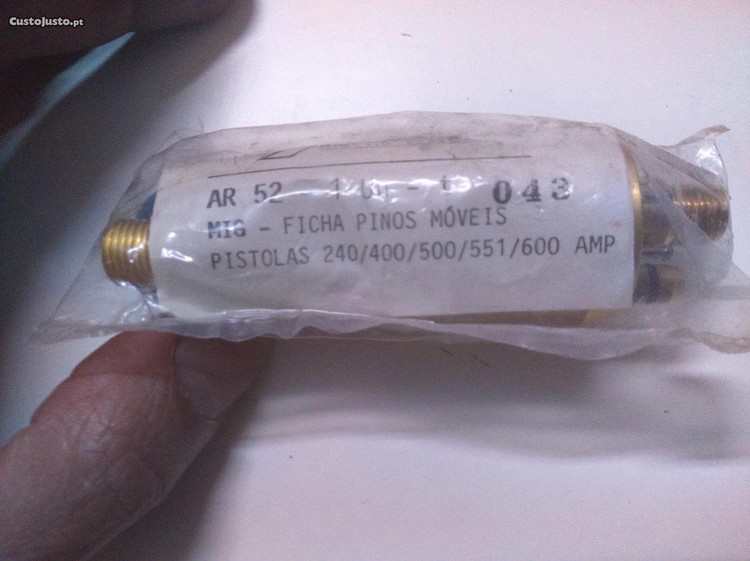 CustoJusto.pt
AR 52 043
MIG - FICHA PINOS MÓVEIS
PISTOLAS 240/400/500/551/600 AMP